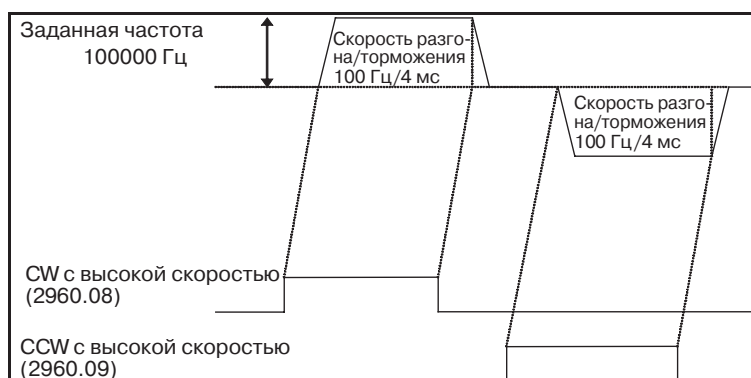 Заданная частота
100000 Гц
Скорость разго-
на/торможения
100 Гц/4 мс
Скорость разго-
на/торможения
100 Гц/4 мс
CW с высокой скоростью
(2960.08)
CCW с высокой скоростью
(2960.09)